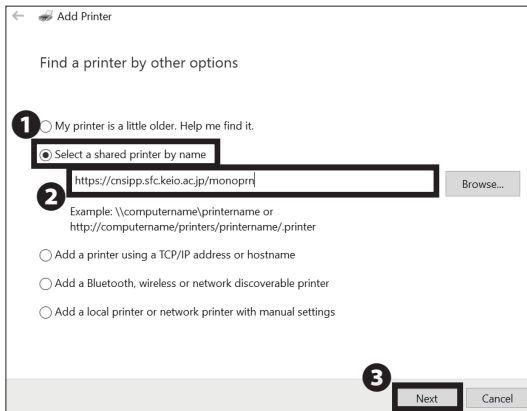 ← Add Printer
Find a printer by other options
❶ My printer is a little older. Help me find it.
Select a shared printer by name
❷ https://cnsipp.sfc.keio.ac.jp/monoprn Browse...
Example: \\computername\printername or
http://computername/printers/printername/.printer
Add a printer using a TCP/IP address or hostname
Add a Bluetooth, wireless or network discoverable printer
Add a local printer or network printer with manual settings
❸ Next Cancel